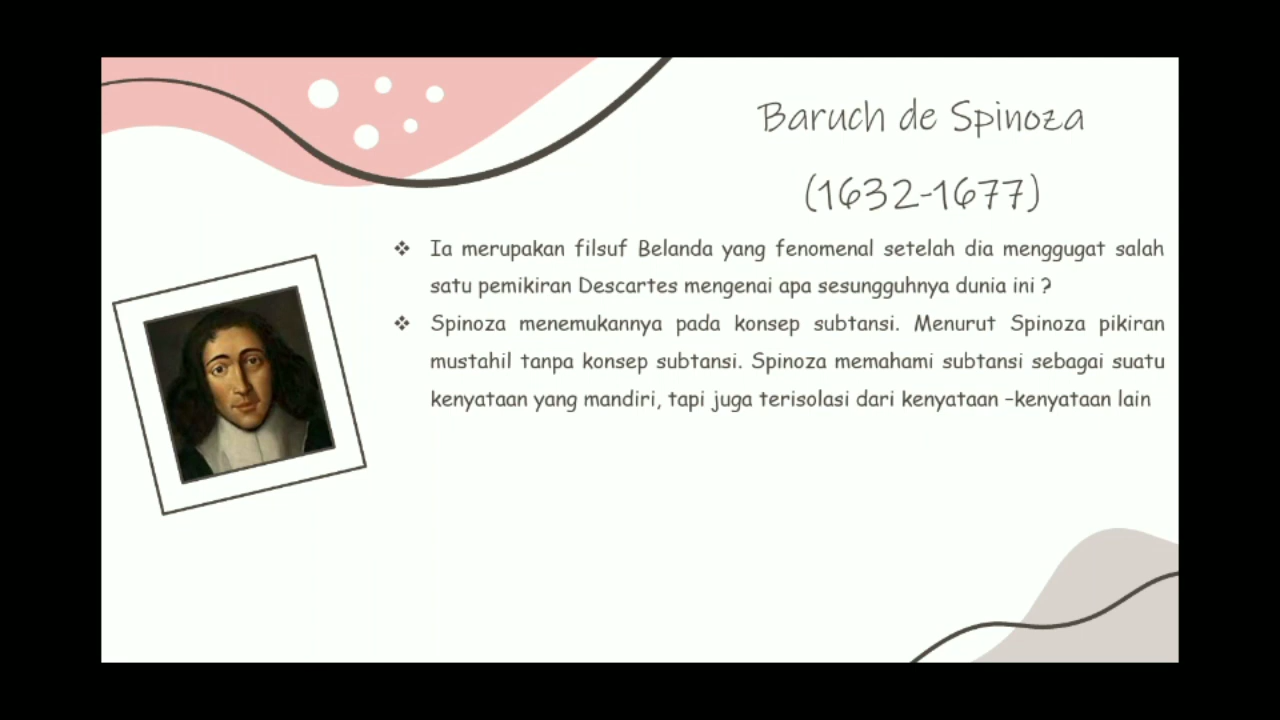 Baruch de Spinoza
(1632-1677)
❖ Ia merupakan filsuf Belanda yang fenomenal setelah dia menggugat salah
satu pemikiran Descartes mengenai apa sesungguhnya dunia ini ?
❖ Spinoza menemukannya pada konsep subtansi. Menurut Spinoza pikiran
mustahil tanpa konsep subtansi. Spinoza memahami subtansi sebagai suatu
kenyataan yang mandiri, tapi juga terisolasi dari kenyataan –kenyataan lain